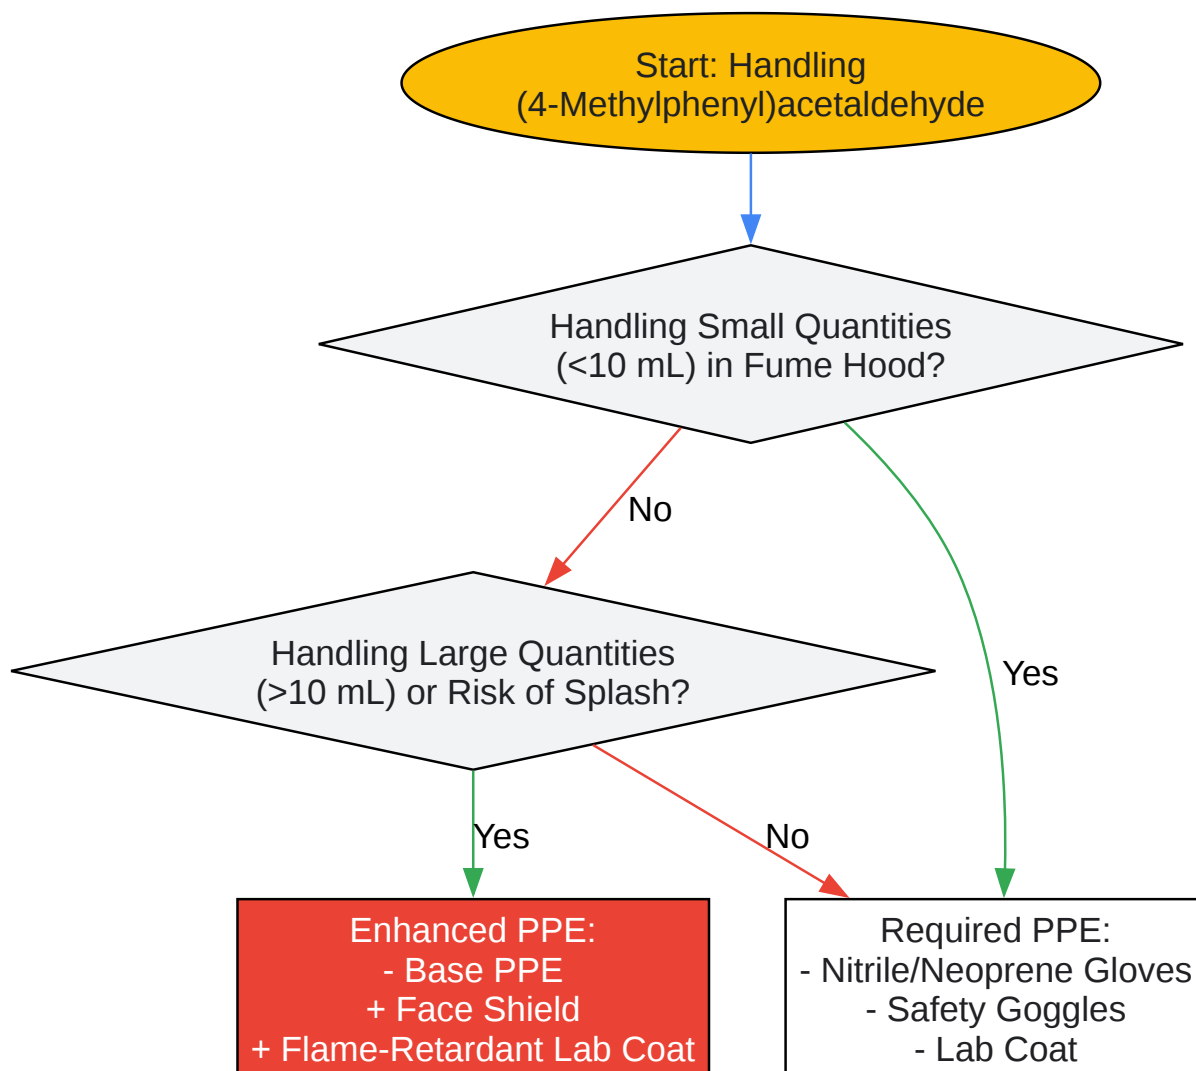 Start: Handling
(4-Methylphenyl)acetaldehyde
Handling Small Quantities
(<10 mL) in Fume Hood?
No
Handling Large Quantities
(>10 mL) or Risk of Splash?
Yes
Yes
No
Enhanced PPE:
- Base PPE
+ Face Shield
+ Flame-Retardant Lab Coat
Required PPE:
- Nitrile/Neoprene Gloves
- Safety Goggles
- Lab Coat